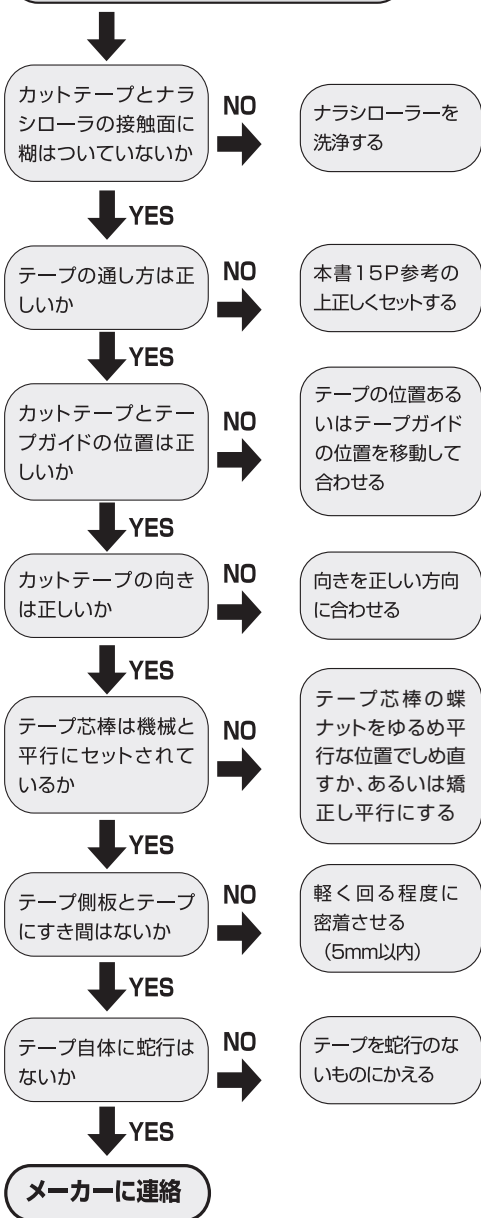 カットテープとナラ
シローラの接触面に
糊はついていないか
NO
ナラシローラーを
洗浄する
YES
テープの通し方は正
しいか
NO
本書15P参考の
上正しくセットする
YES
カットテープとテー
プガイドの位置は正
しいか
NO
テープの位置ある
いはテープガイド
の位置を移動して
合わせる
YES
カットテープの向き
は正しいか
NO
向きを正しい方向
に合わせる
YES
テープ芯棒は機械と
平行にセットされて
いるか
NO
テープ芯棒の蝶
ナットをゆるめ平
行な位置でしめ直
すか、あるいは矯
正し平行にする
YES
テープ側板とテープ
にすき間はないか
NO
軽く回る程度に
密着させる
(5mm以内)
YES
テープ自体に蛇行は
ないか
NO
テープを蛇行のな
いものにかえる
YES
メーカーに連絡